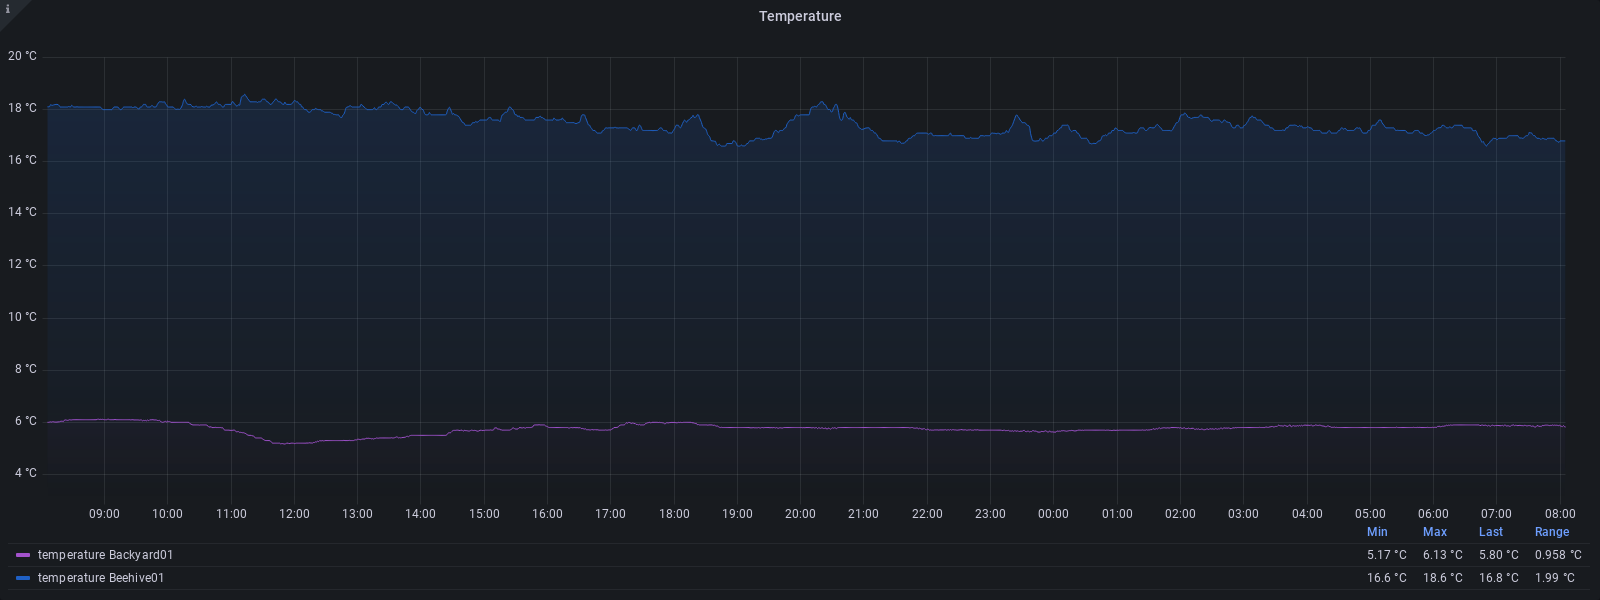 i
Temperature
20 °C
18 °C
16 °C
14 °C
12 °C
10 °C
8 °C
6 °C
4 °C
09:00 10:00 11:00 12:00 13:00 14:00 15:00 16:00 17:00 18:00 19:00 20:00 21:00 22:00 23:00 00:00 01:00 02:00 03:00 04:00 05:00 06:00 07:00 08:00
Min Max Last Range
temperature Backyard01 5.17 °C 6.13 °C 5.80 °C 0.958 °C
temperature Beehive01 16.6 °C 18.6 °C 16.8 °C 1.99 °C